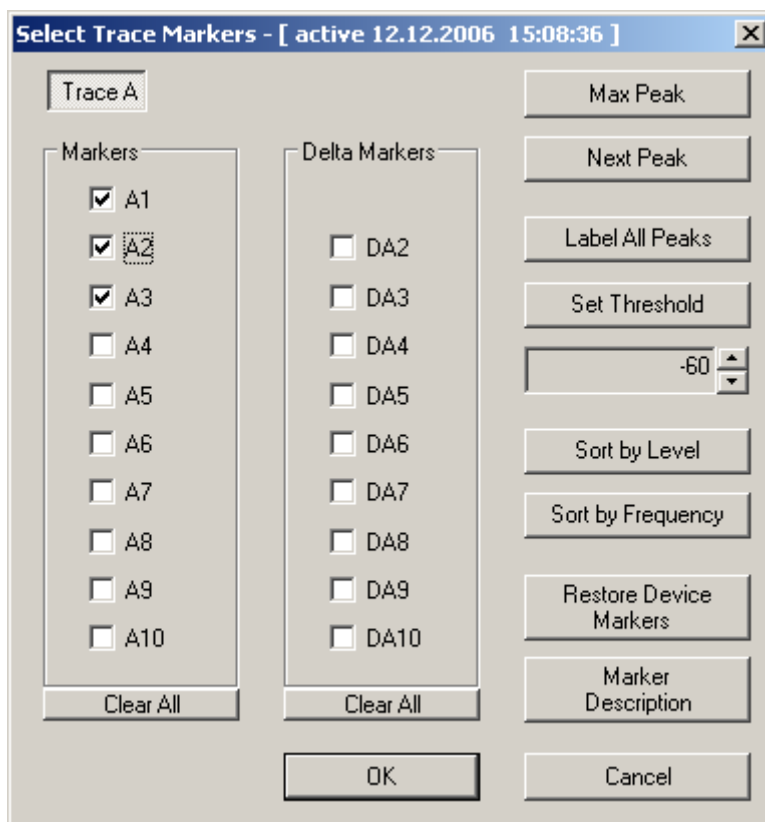 Select Trace Markers - [ active 12.12.2006  15:08:36 ]
Trace A
Markers
A1
A2
A3
A4
A5
A6
A7
A8
A9
A10
Clear All
Delta Markers
DA2
DA3
DA4
DA5
DA6
DA7
DA8
DA9
DA10
Clear All
Max Peak
Next Peak
Label All Peaks
Set Threshold
-60
Sort by Level
Sort by Frequency
Restore Device
Markers
Marker
Description
OK
Cancel